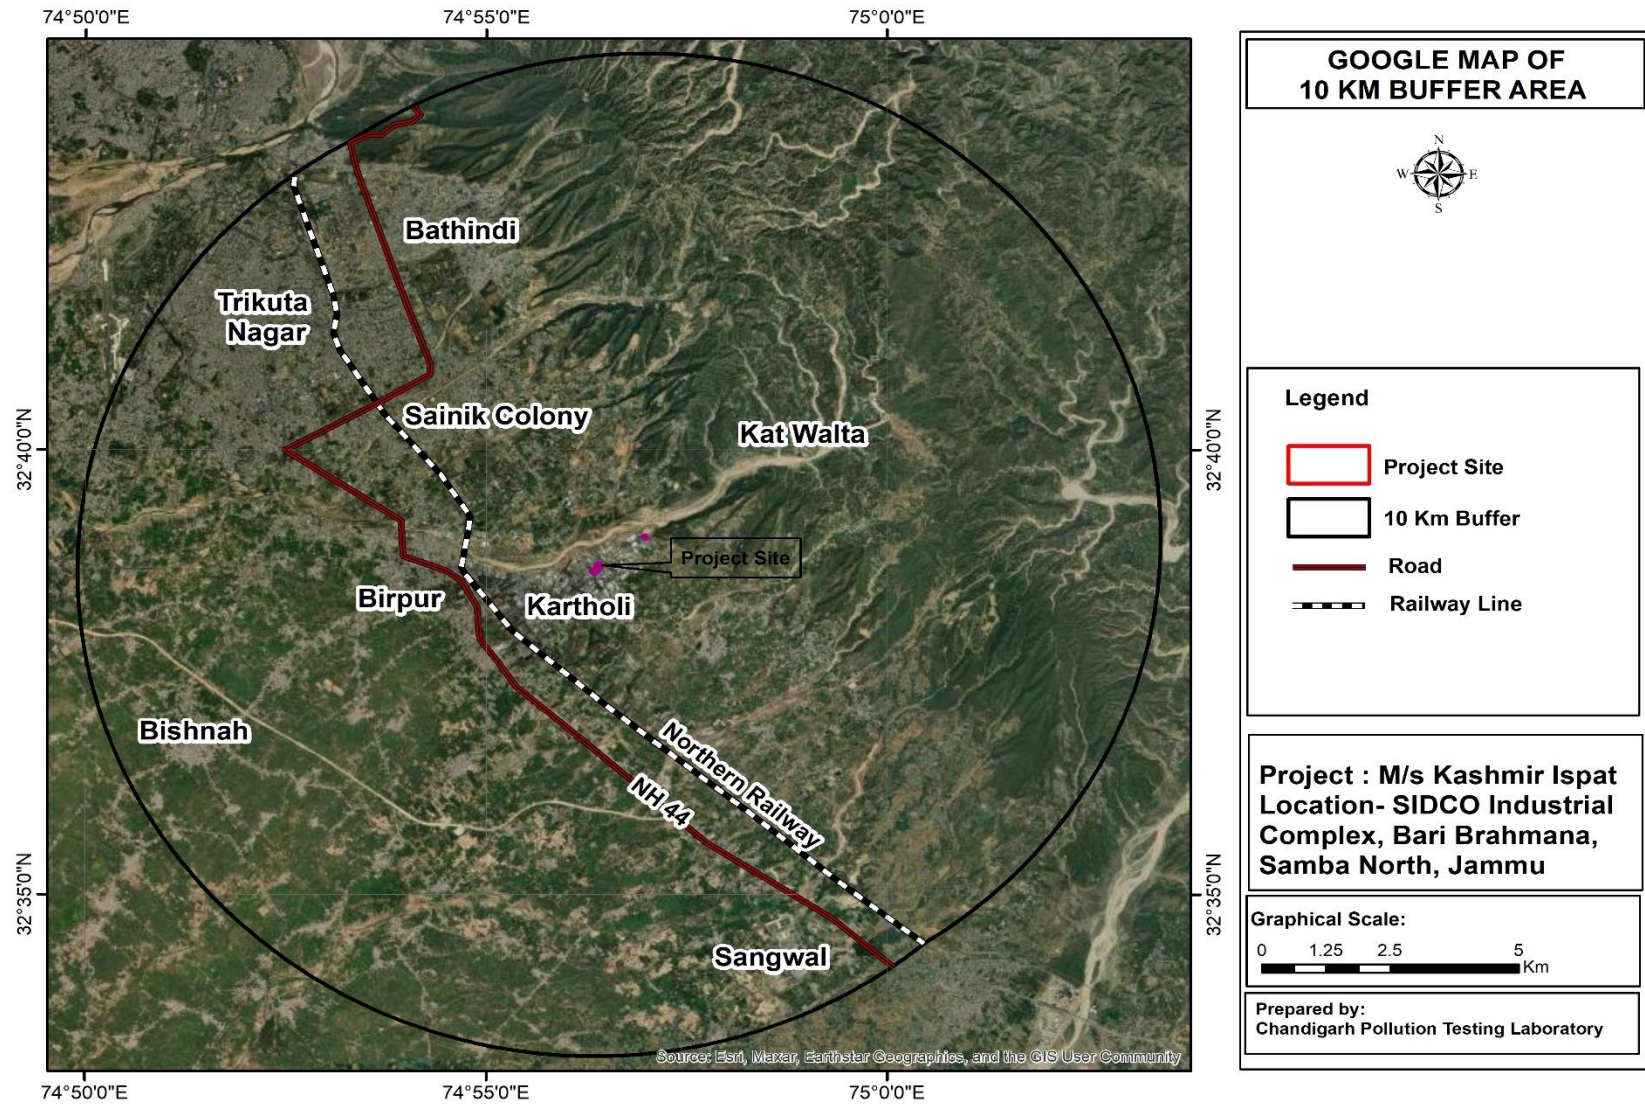 74°50'0"E
74°55'0"E
75°0'0"E
GOOGLE MAP OF
10 KM BUFFER AREA
N
W
E
S
Bathindi
Trikuta
Nagar
Sainik Colony
Kat Walta
32°40'0"N
32°40'0"N
Legend
Project Site
10 Km Buffer
Road
Railway Line
Project Site
Birpur
Kartholi
Bishnah
Northern Railway
NH 44
Project : M/s Kashmir Ispat
Location- SIDCO Industrial
Complex, Bari Brahmana,
Samba North, Jammu
32°35'0"N
32°35'0"N
Sangwal
Graphical Scale:
0 1.25 2.5 5
Km
Prepared by:
Chandigarh Pollution Testing Laboratory
Source: Esri, Maxar, Earthstar Geographics, and the GIS User Community
74°50'0"E
74°55'0"E
75°0'0"E